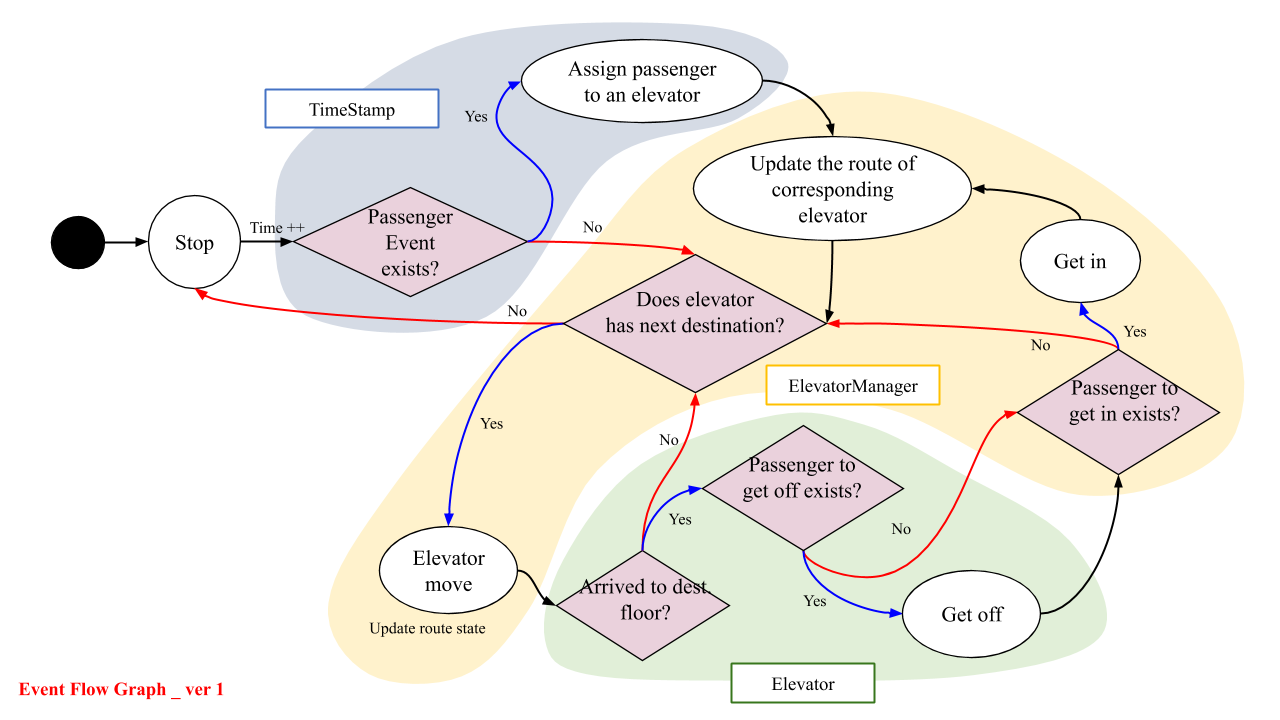 Assign passenger
to an elevator
TimeStamp
Yes
Update the route of
corresponding
elevator
Passenger
Event
exists?
Stop
Time ++
No
Get in
Does elevator
has next destination?
No
Yes
No
ElevatorManager
Passenger to
get in exists?
Yes
No
Passenger to
get off exists?
Yes
No
Elevator
move
Arrived to dest.
floor?
Yes
Get off
Update route state
Elevator
Event Flow Graph _ ver 1